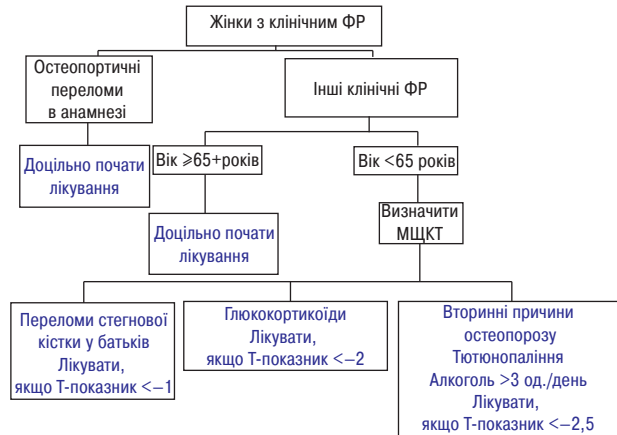 Жінки з клінічним ФР
Остеопортичні
переломи
в анамнезі
Інші клінічні ФР
Доцільно почати
лікування
Вік ⩾65+років
Вік <65 років
Доцільно почати
лікування
Визначити
МЩКТ
Переломи стегнової
кістки у батьків
Лікувати,
якщо Т-показник <–1
Глюкокортикоїди
Лікувати,
якщо Т-показник <–2
Вторинні причини
остеопорозу
Тютюнопаління
Алкоголь >3 од./день
Лікувати,
якщо Т-показник <–2,5